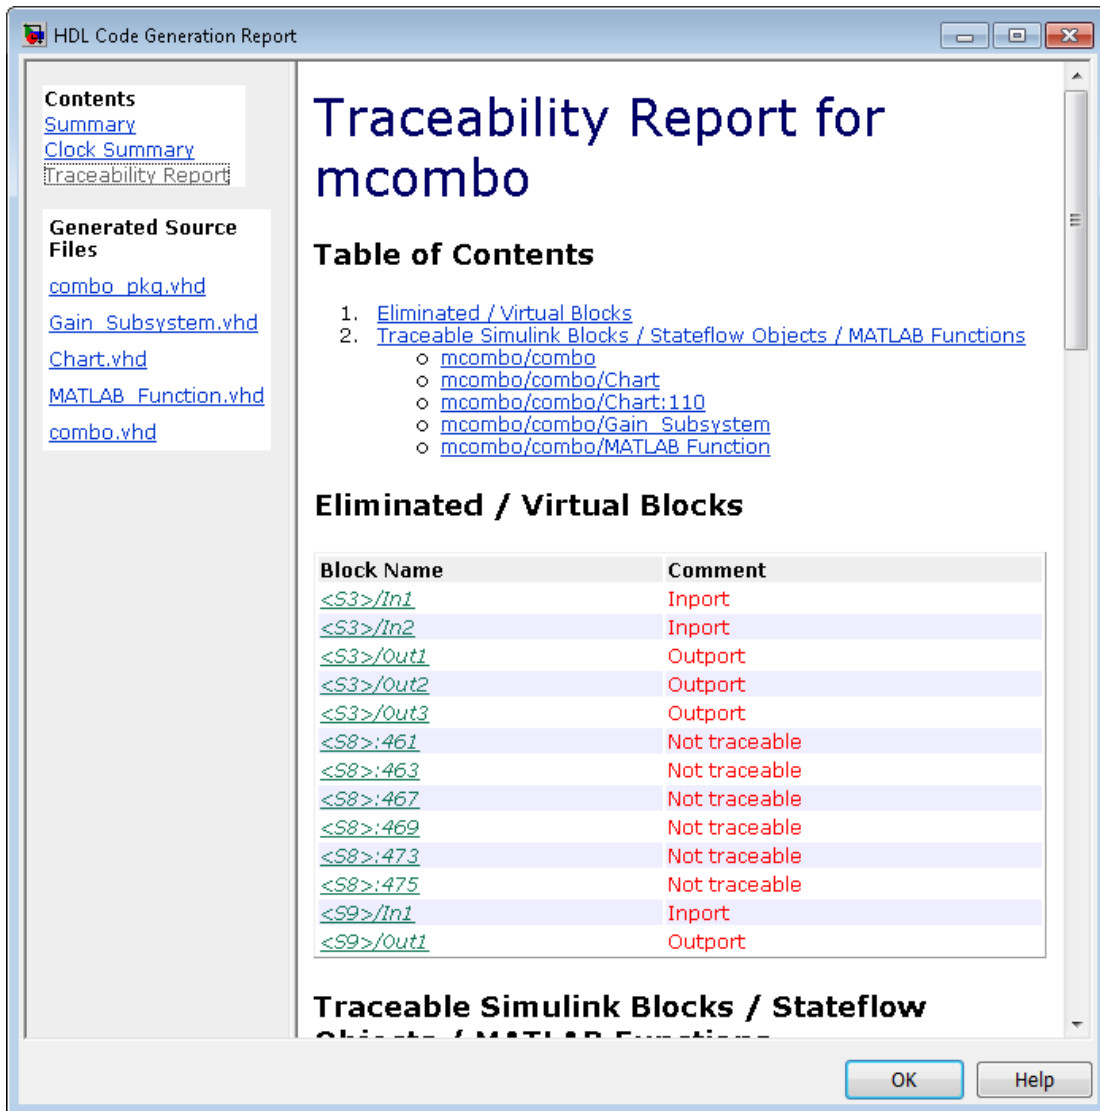 HDL Code Generation Report
Contents
Summary
Clock Summary
Traceability Report
Generated Source
Files
combo_pkg.vhd
Gain_Subsystem.vhd
Chart.vhd
MATLAB_Function.vhd
combo.vhd
Traceability Report for
mcombo
Table of Contents
1. Eliminated / Virtual Blocks
2. Traceable Simulink Blocks / Stateflow Objects / MATLAB Functions
mcombo/combo
mcombo/combo/Chart
mcombo/combo/Chart:110
mcombo/combo/Gain_Subsystem
mcombo/combo/MATLAB Function
Eliminated / Virtual Blocks
Block Name Comment
<S3>/In1 Inport
<S3>/In2 Inport
<S3>/Out1 Outport
<S3>/Out2 Outport
<S3>/Out3 Outport
<S8>:461 Not traceable
<S8>:463 Not traceable
<S8>:467 Not traceable
<S8>:469 Not traceable
<S8>:473 Not traceable
<S8>:475 Not traceable
<S9>/In1 Inport
<S9>/Out1 Outport
Traceable Simulink Blocks / Stateflow
Objects / MATLAB Functions
OK Help